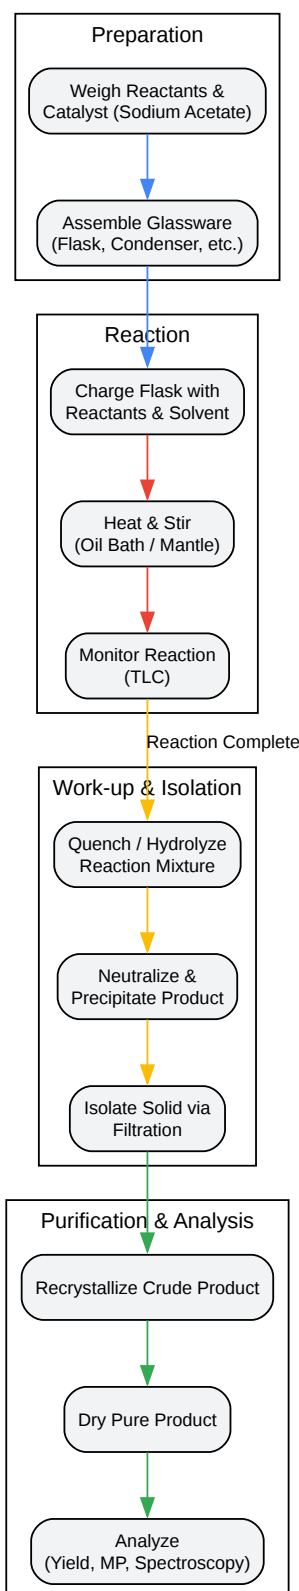 Preparation
Weigh Reactants &
Catalyst (Sodium Acetate)
Assemble Glassware
(Flask, Condenser, etc.)
Reaction
Charge Flask with
Reactants & Solvent
Heat & Stir
(Oil Bath / Mantle)
Monitor Reaction
(TLC)
Reaction Complete
Work-up & Isolation
Quench / Hydrolyze
Reaction Mixture
Neutralize &
Precipitate Product
Isolate Solid via
Filtration
Purification & Analysis
Recrystallize Crude Product
Dry Pure Product
Analyze
(Yield, MP, Spectroscopy)